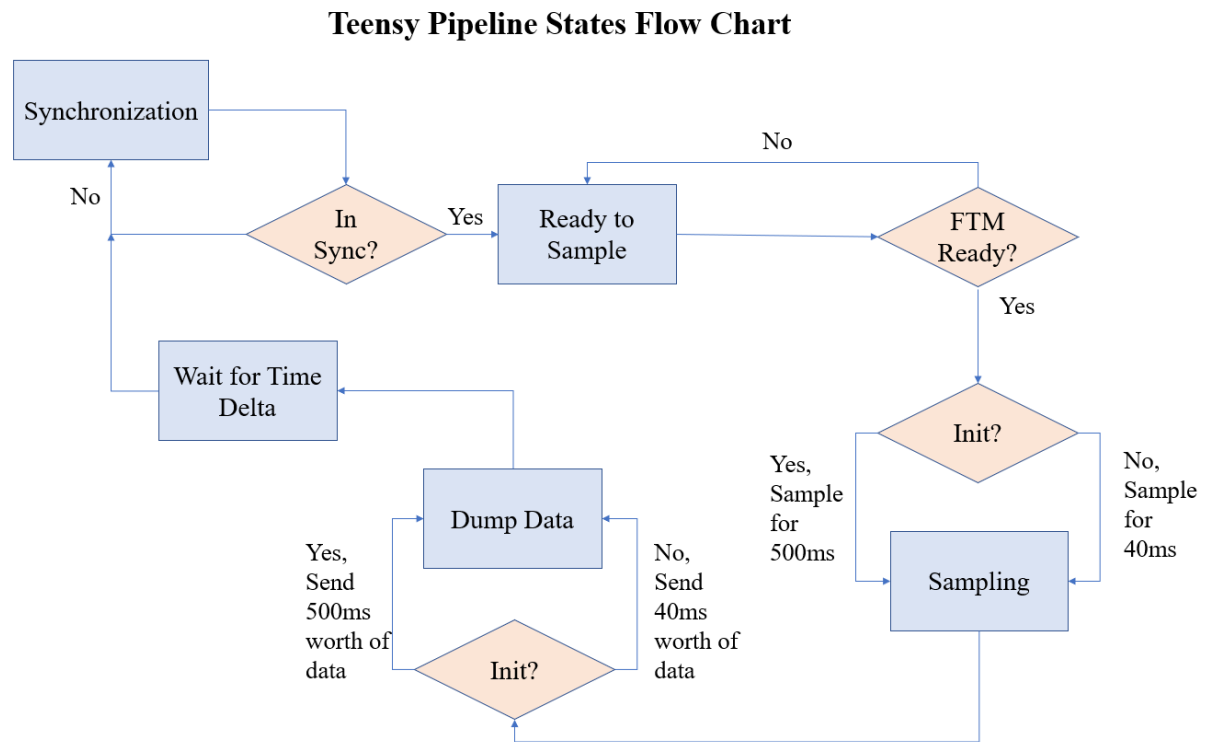 Teensy Pipeline States Flow Chart
Synchronization
No
In
Sync?
Yes
Ready to
Sample
No
FTM
Ready?
Yes
Wait for Time
Delta
Init?
Yes,
Sample
for
500ms
No,
Sample
for
40ms
Sampling
Dump Data
Yes,
Send
500ms
worth of
data
No,
Send
40ms
worth of
data
Init?